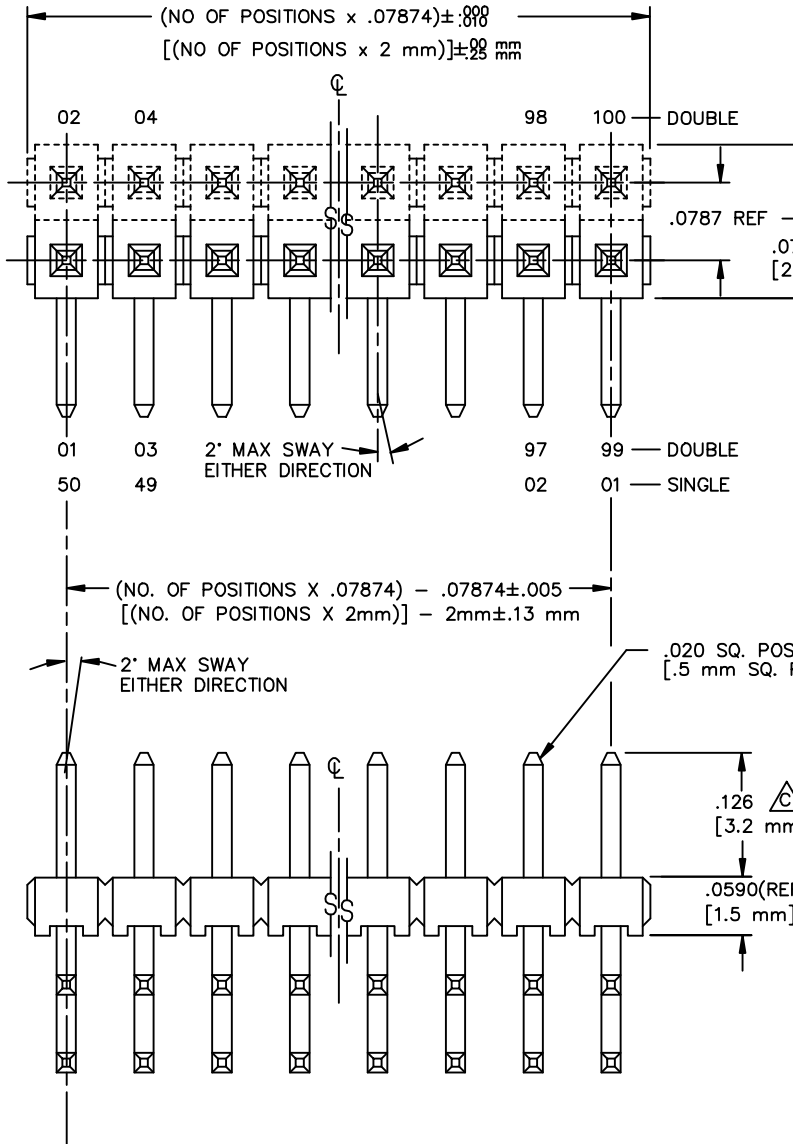 (NO OF POSITIONS x .07874)± .000 .010
[(NO OF POSITIONS x 2 mm)]± .00 mm .25 mm
℄
02 04 98 100 — DOUBLE
.0787 REF
.07
[2
S S
01 03 97 99 — DOUBLE
2° MAX SWAY
EITHER DIRECTION
50 49 02 01 — SINGLE
(NO. OF POSITIONS X .07874) – .07874±.005
[(NO. OF POSITIONS X 2mm)] – 2mm±.13 mm
2° MAX SWAY
EITHER DIRECTION
.020 SQ. POS
[.5 mm SQ.
℄
.126 C
[3.2 mm
S S
.0590(REF
[1.5 mm]